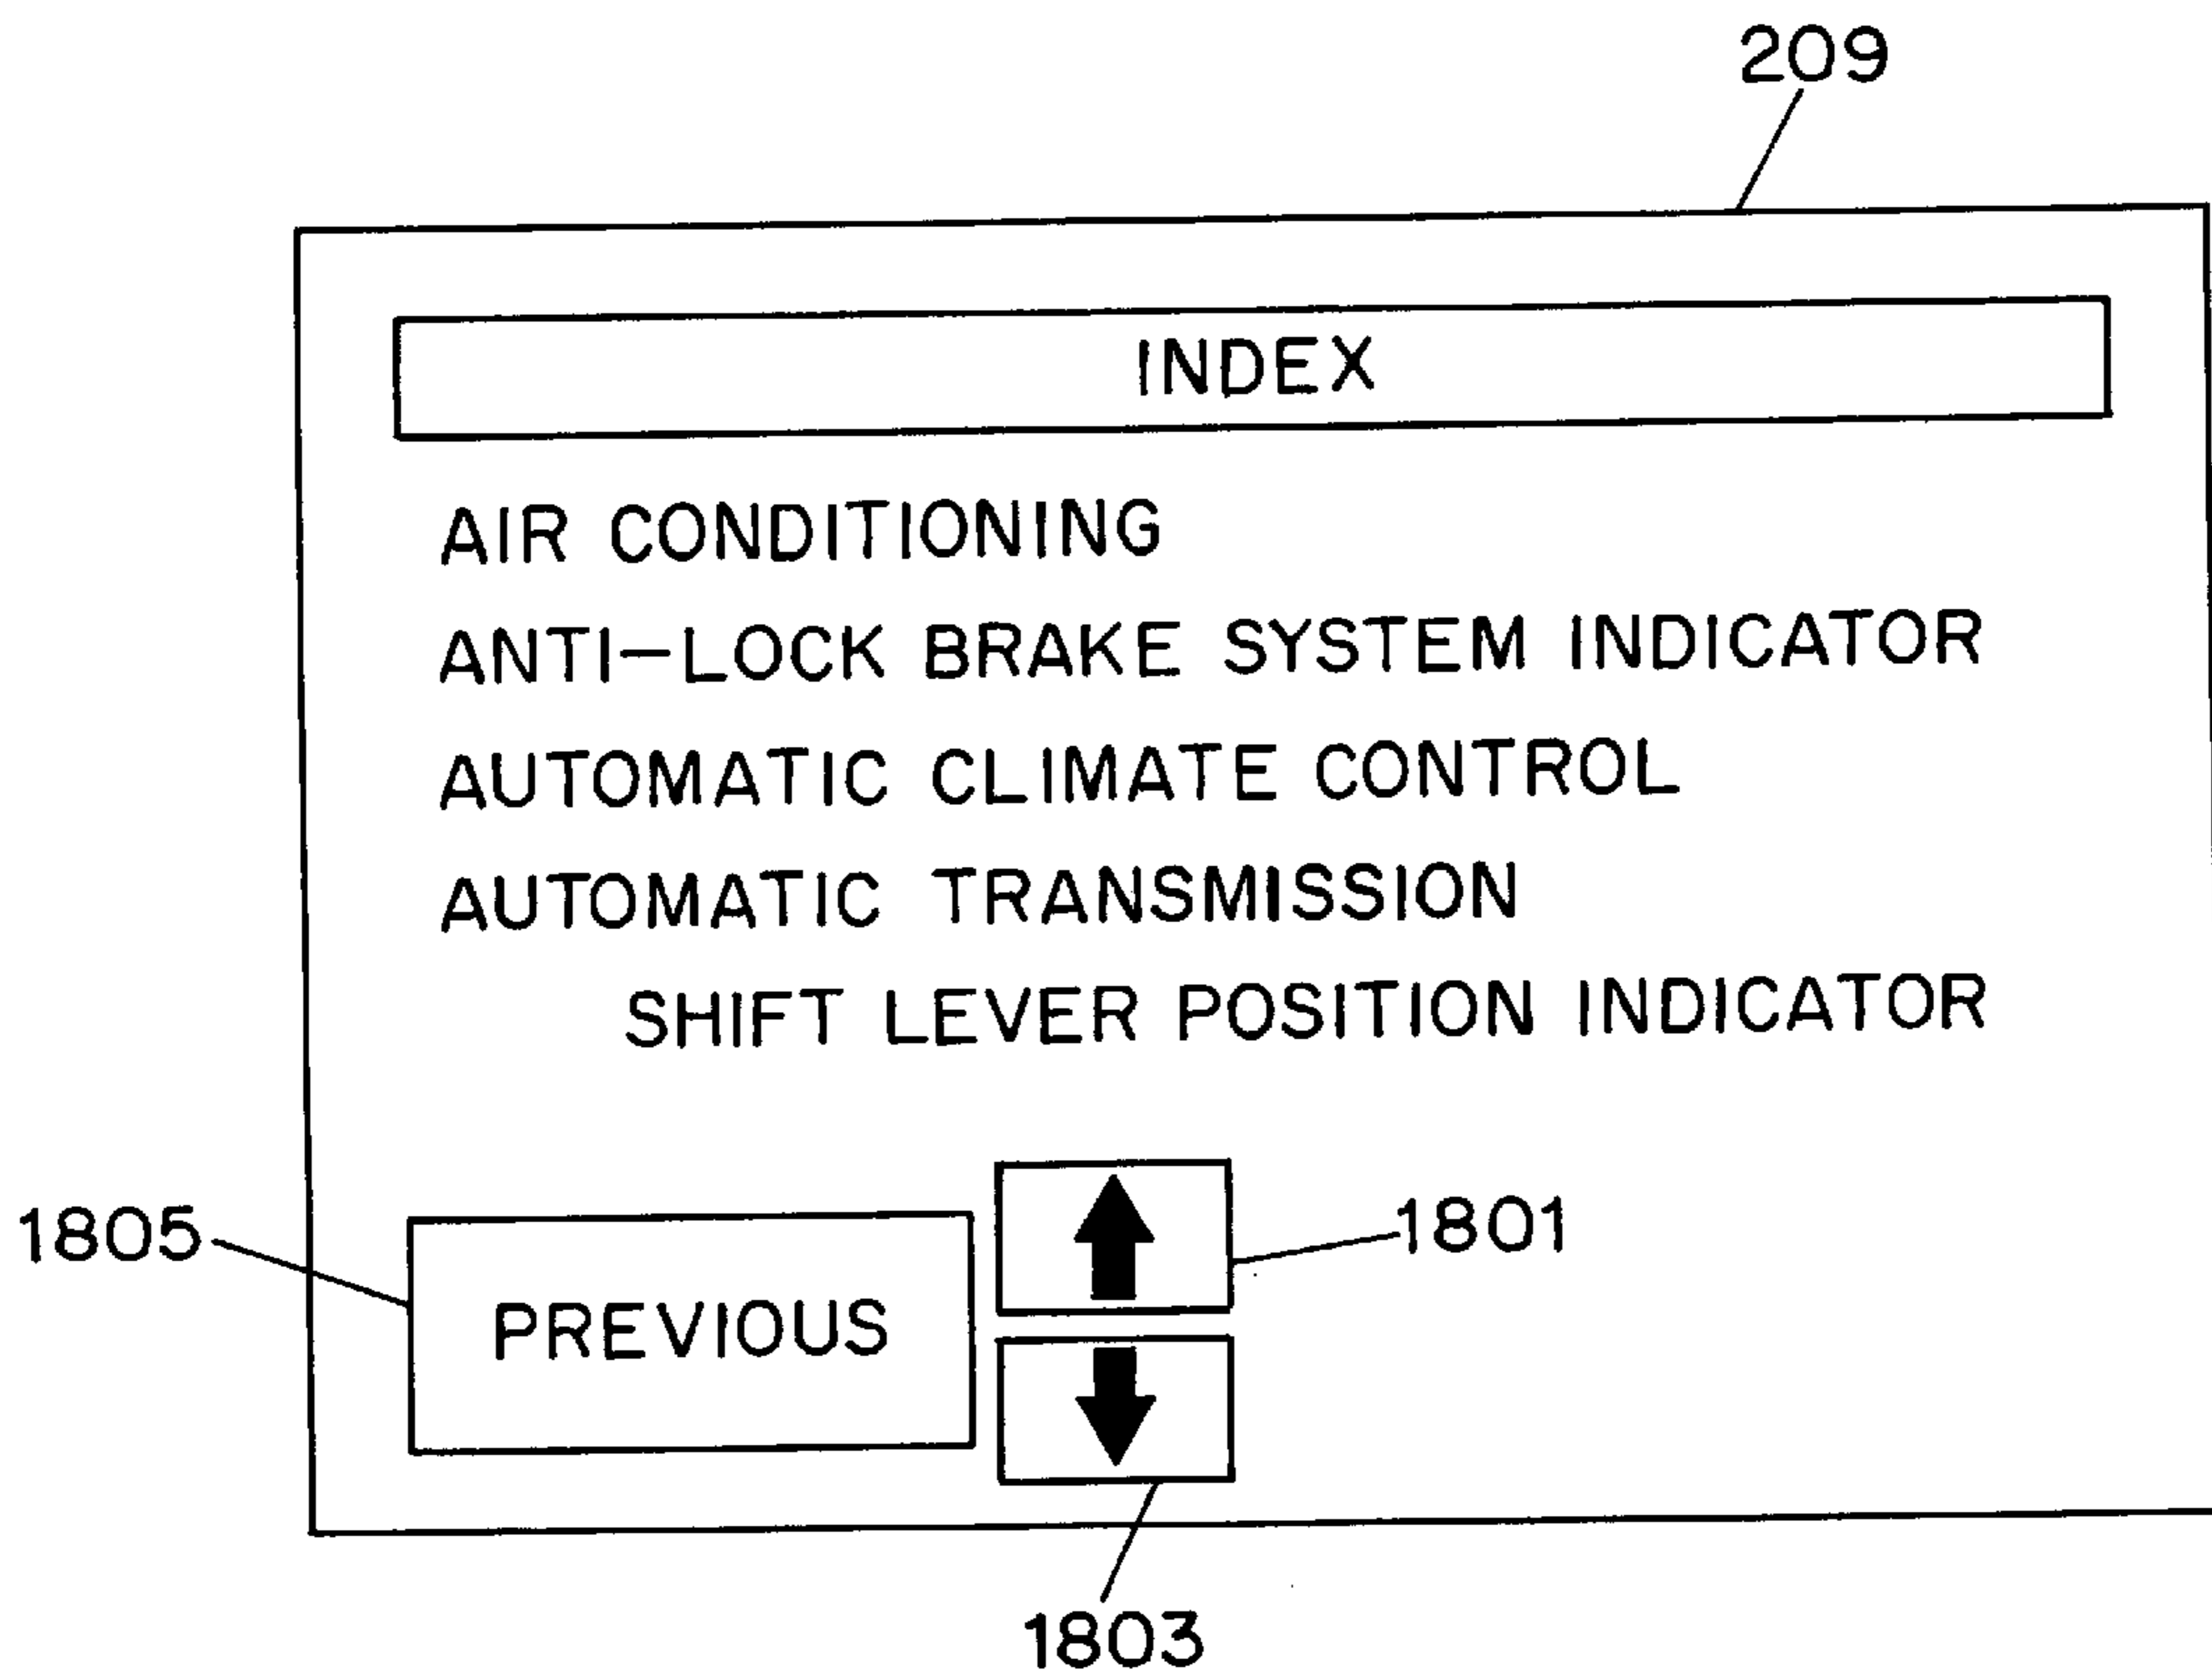 209
INDEX
AIR CONDITIONING
ANTI-LOCK BRAKE SYSTEM INDICATOR
AUTOMATIC CLIMATE CONTROL
AUTOMATIC TRANSMISSION
SHIFT LEVER POSITION INDICATOR
1805
1801
PREVIOUS
1803